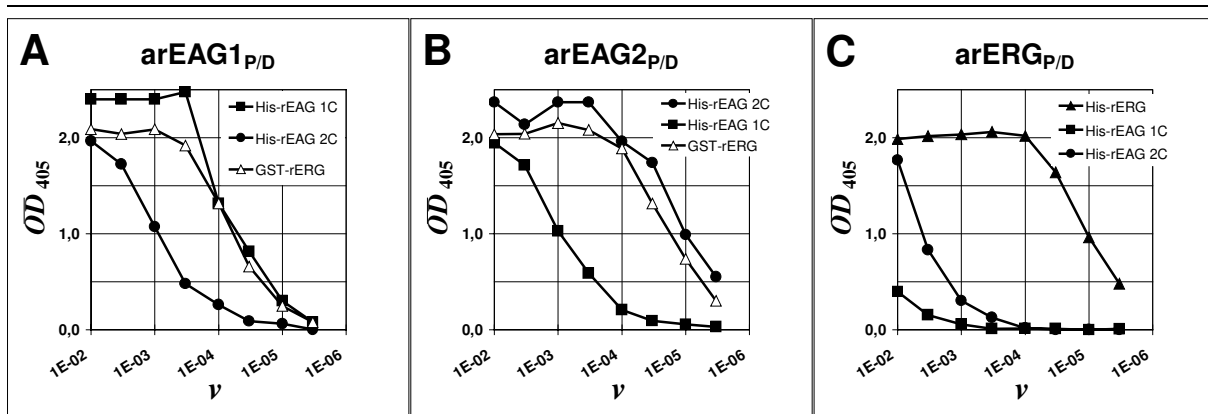 A
arEAG1P/D
His-rEAG 1C
His-rEAG 2C
GST-rERG
2,0
1,0
0,0
OD 405
1E-02
1E-03
1E-04
1E-05
1E-06
ν
B
arEAG2P/D
His-rEAG 2C
His-rEAG 1C
GST-rERG
2,0
1,0
0,0
OD 405
1E-02
1E-03
1E-04
1E-05
1E-06
ν
C
arERGP/D
His-rERG
His-rEAG 1C
His-rEAG 2C
2,0
1,0
0,0
OD 405
1E-02
1E-03
1E-04
1E-05
1E-06
ν